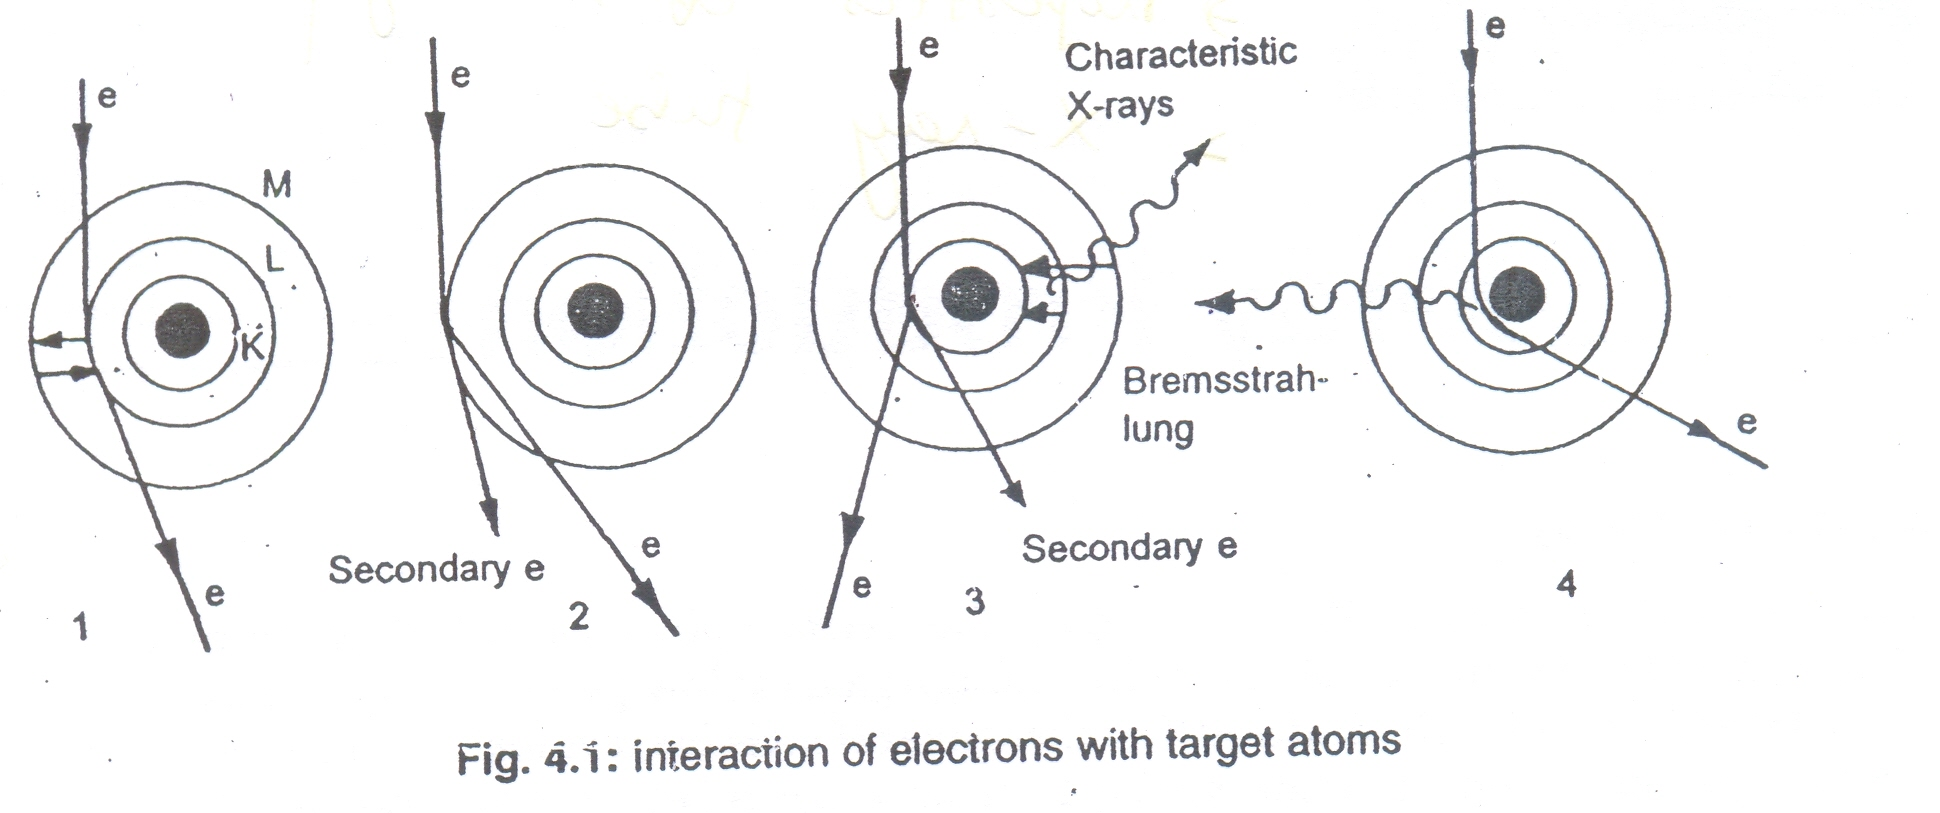 e
M
L
K
e
1
e
Secondary e
e
2
e
Characteristic
X-rays
e
Secondary e
3
e
Bremsstrah-
lung
e
4
Fig. 4.1: interaction of electrons with target atoms